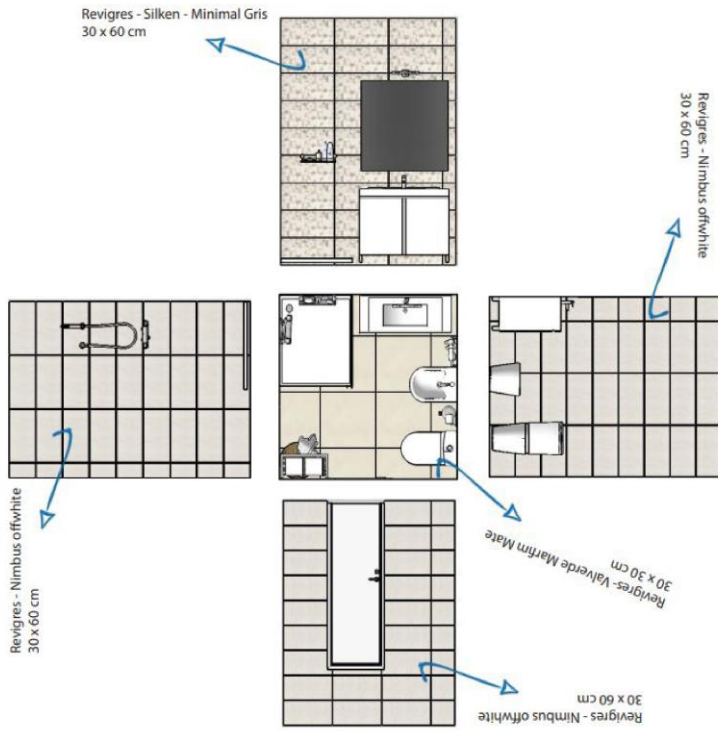 Revigres - Silken - Minimal Gris
30 x 60 cm
Revigres - Nimbus offwhite
30 x 60 cm
Revigres - Nimbus offwhite
30 x 60 cm
Revigres- Valverde Marfim Mate
30 x 30 cm
Revigres - Nimbus offwhite
30 x 60 cm